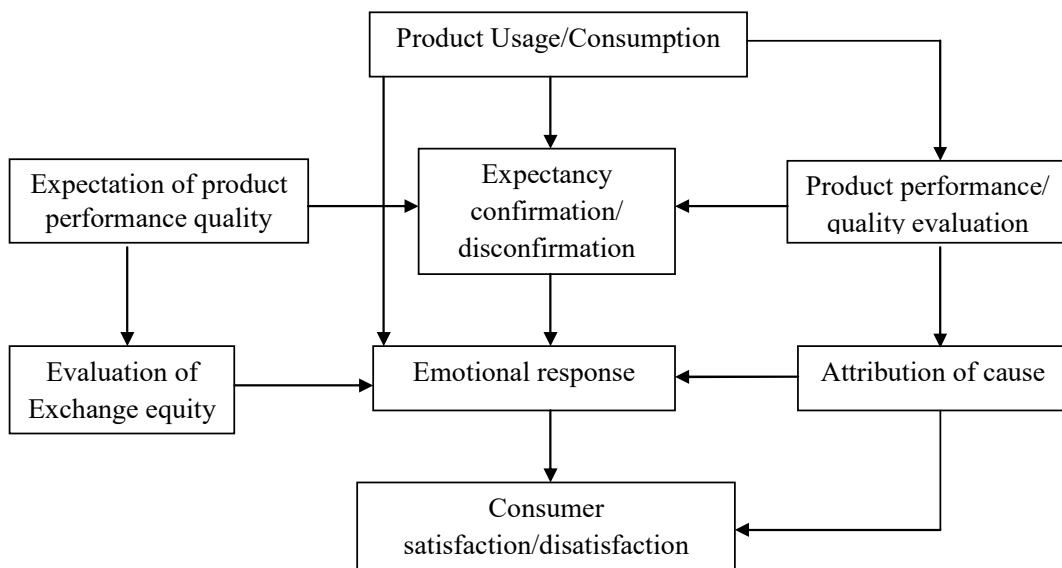 Product Usage/Consumption
Expectation of product
performance quality
Expectancy
confirmation/
disconfirmation
Product performance/
quality evaluation
Evaluation of
Exchange equity
Emotional response
Attribution of cause
Consumer
satisfaction/disatisfaction